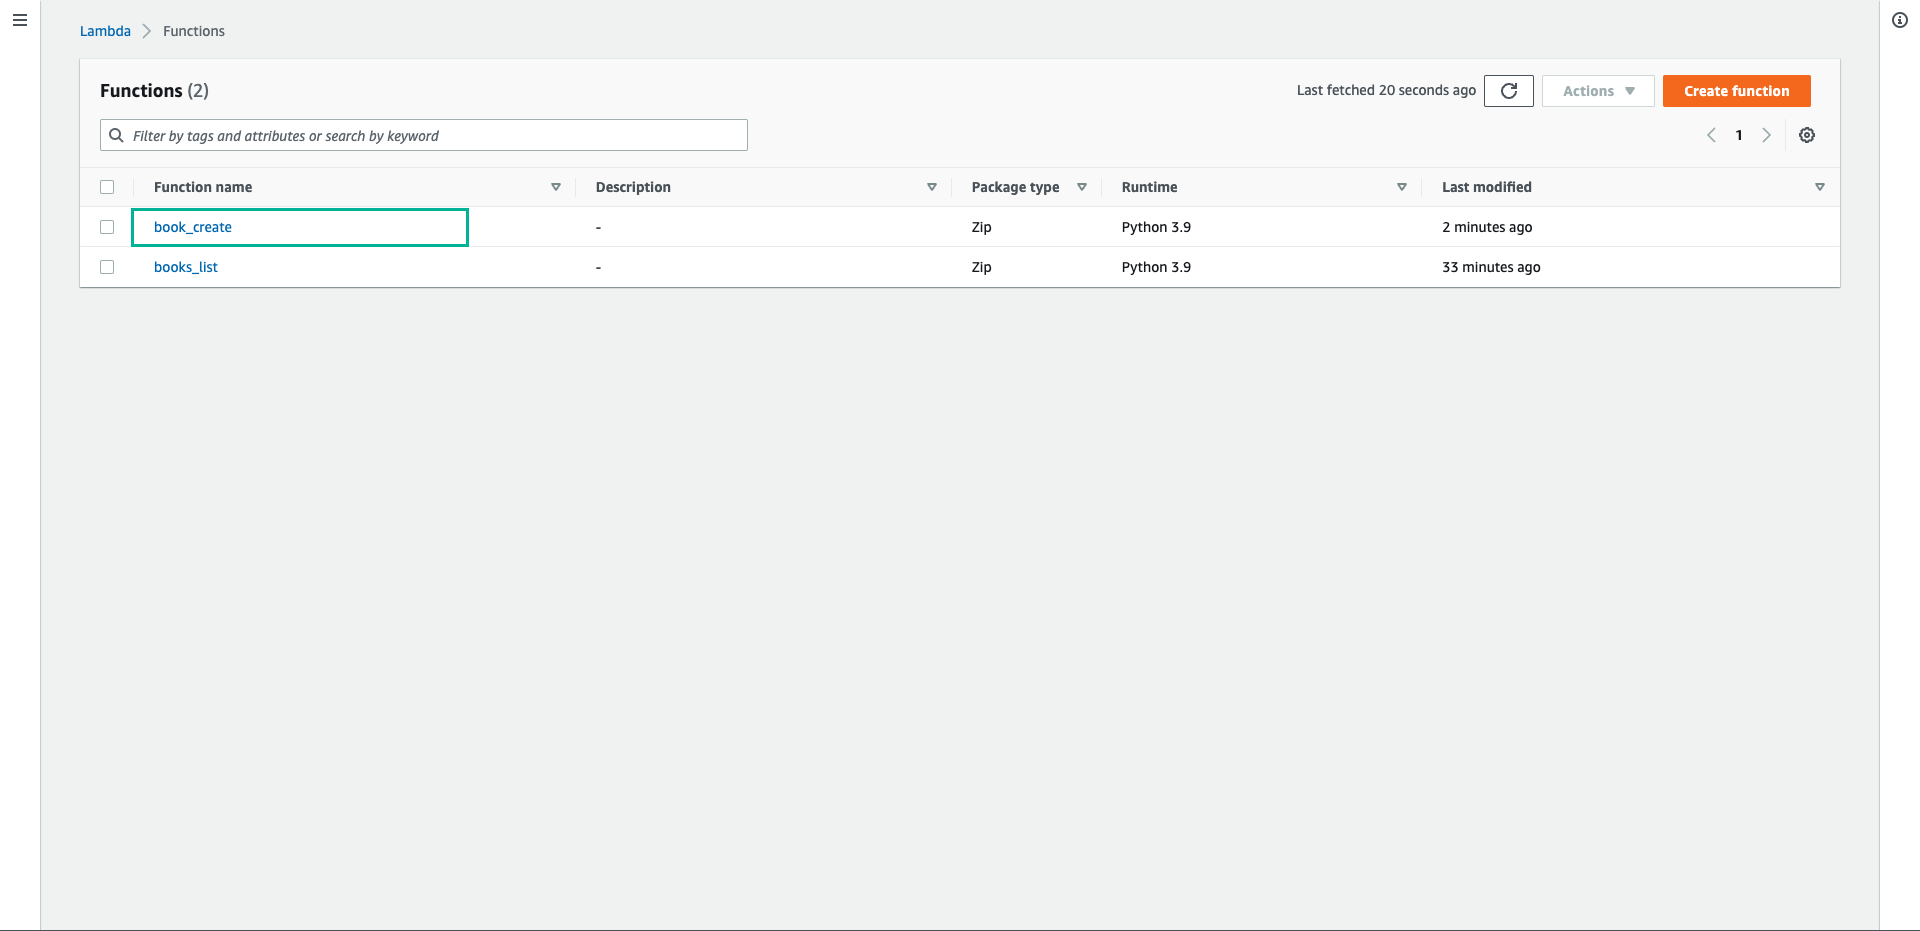 Lambda > Functions
Functions (2) Last fetched 20 seconds ago Actions Create function
Filter by tags and attributes or search by keyword 1
Function name Description Package type Runtime Last modified
book_create - Zip Python 3.9 2 minutes ago
books_list - Zip Python 3.9 33 minutes ago